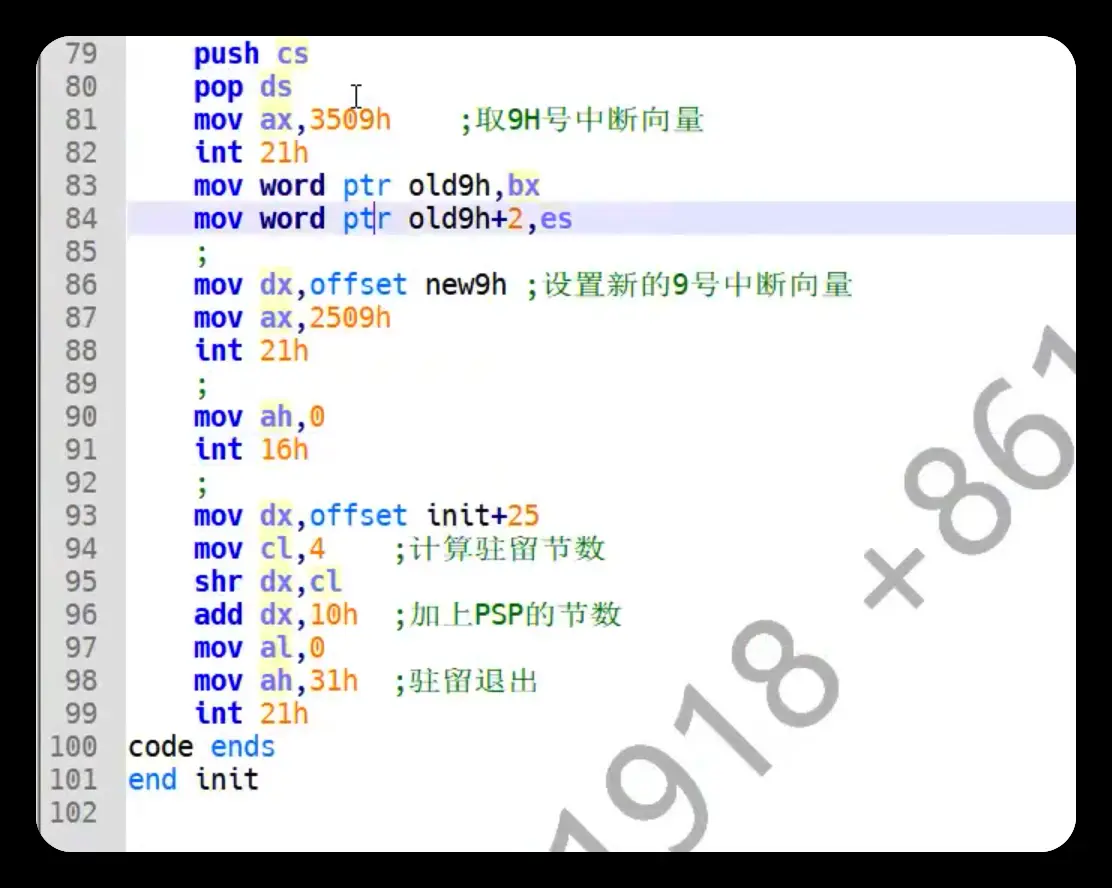 79 push cs
80 pop ds
81 mov ax,3509h ;取9H号中断向量
82 int 21h
83 mov word ptr old9h,bx
84 mov word ptr old9h+2,es
85 ;
86 mov dx,offset new9h ;设置新的9号中断向量
87 mov ax,2509h
88 int 21h
89 ;
90 mov ah,0
91 int 16h
92 ;
93 mov dx,offset init+25
94 mov cl,4 ;计算驻留节数
95 shr dx,cl
96 add dx,10h ;加上PSP的节数
97 mov al,0
98 mov ah,31h ;驻留退出
99 int 21h
100 code ends
101 end init
102
1918 +861